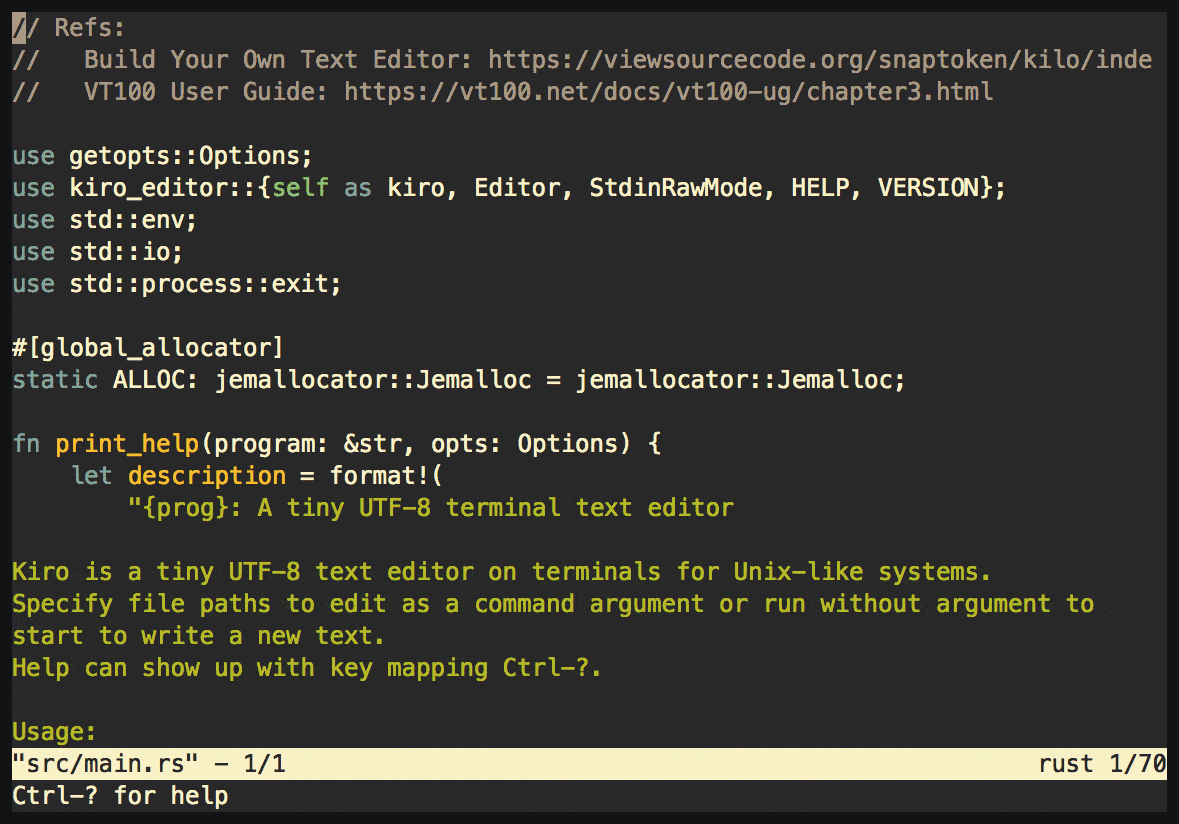 // Refs:
//   Build Your Own Text Editor: https://viewsourcecode.org/snaptoken/kilo/inde
//   VT100 User Guide: https://vt100.net/docs/vt100-ug/chapter3.html

use getopts::Options;
use kiro_editor::{self as kiro, Editor, StdinRawMode, HELP, VERSION};
use std::env;
use std::io;
use std::process::exit;

#[global_allocator]
static ALLOC: jemallocator::Jemalloc = jemallocator::Jemalloc;

fn print_help(program: &str, opts: Options) {
    let description = format!(
        "{prog}: A tiny UTF-8 terminal text editor

Kiro is a tiny UTF-8 text editor on terminals for Unix-like systems.
Specify file paths to edit as a command argument or run without argument to
start to write a new text.
Help can show up with key mapping Ctrl-?.

Usage:
"src/main.rs" - 1/1 rust 1/70
Ctrl-? for help